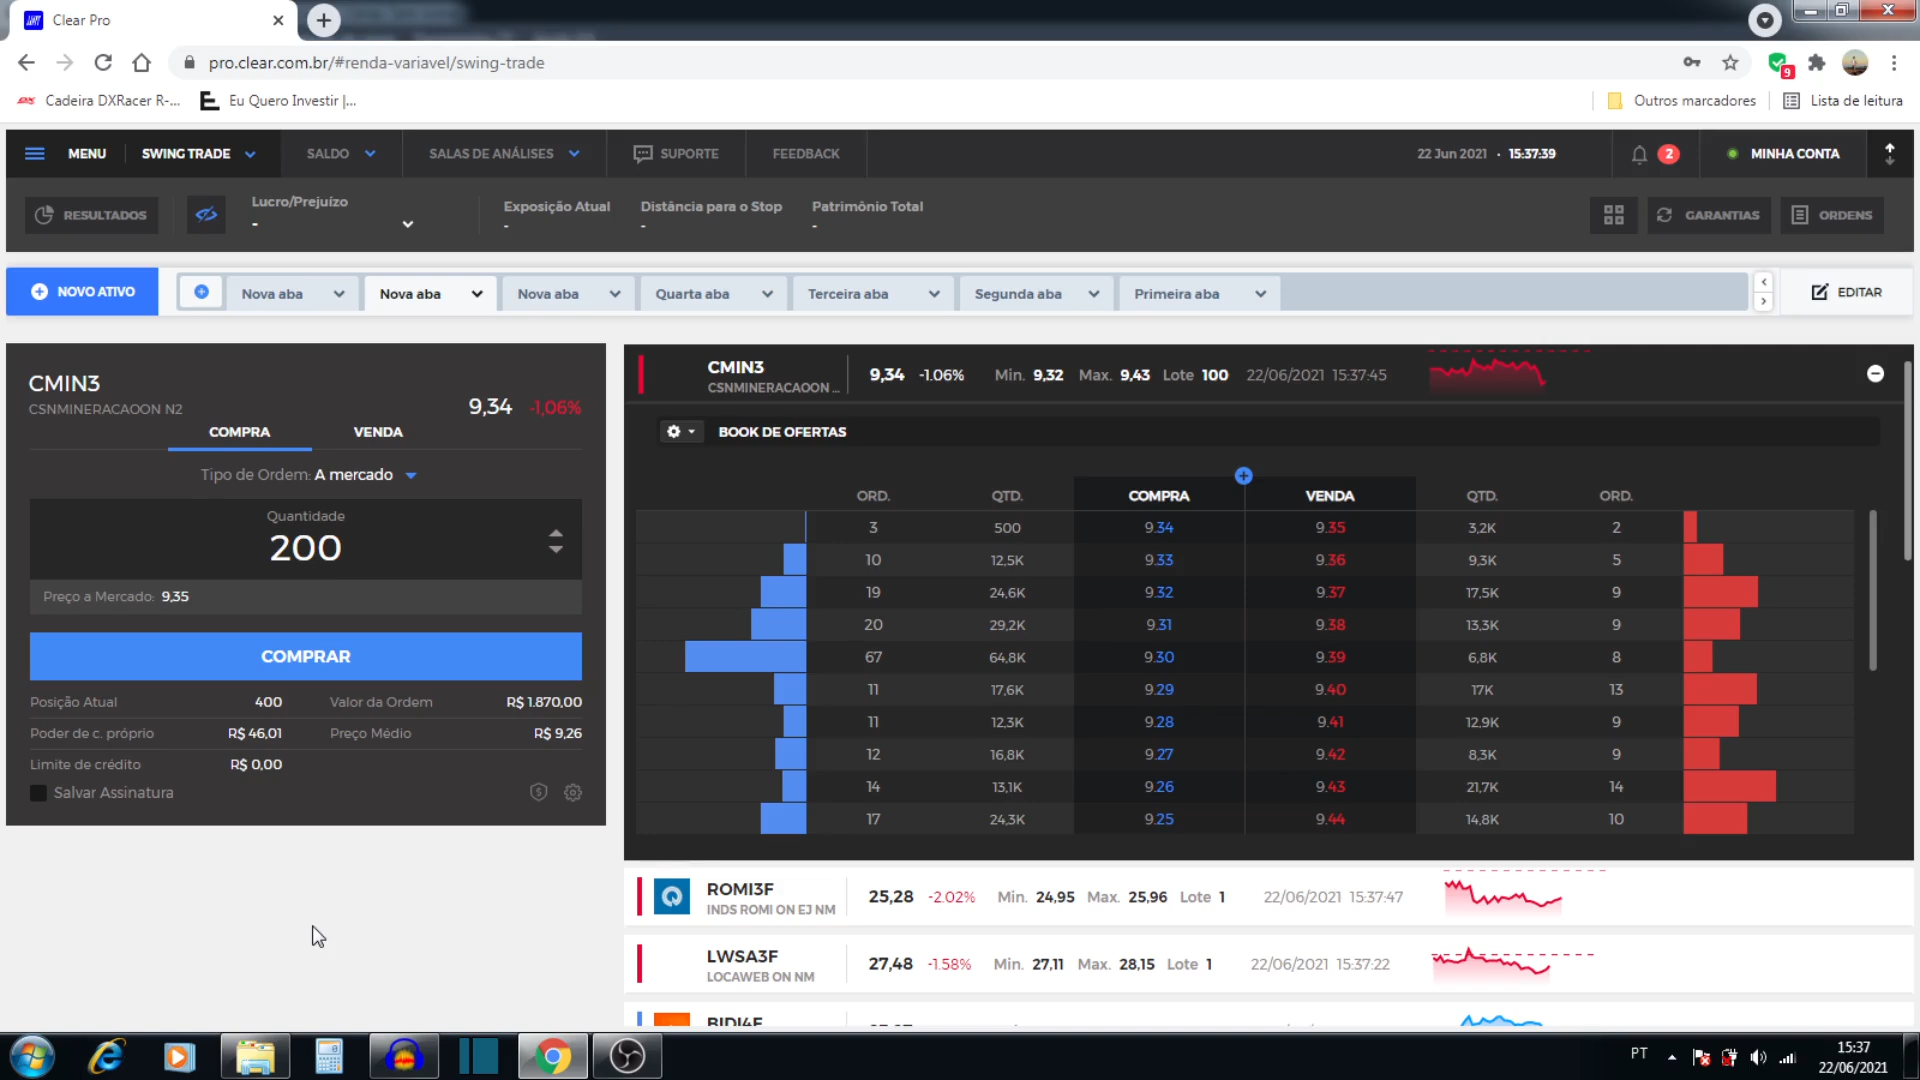 Clear Pro
pro.clear.com.br/#renda-variavel/swing-trade
9
Cadeira DXRacer R-...
Eu Quero Investir |...
Outros marcadores
Lista de leitura
MENU
SWING TRADE
SALDO
SALAS DE ANÁLISES
SUPORTE
FEEDBACK
22 Jun 2021 · 15:37:39
2
MINHA CONTA
RESULTADOS
Lucro/Prejuízo
-
Exposição Atual
-
Distância para o Stop
-
Patrimônio Total
-
GARANTIAS
ORDENS
NOVO ATIVO
Nova aba
Nova aba
Nova aba
Quarta aba
Terceira aba
Segunda aba
Primeira aba
EDITAR
CMIN3
CSNMINERACAOON N2
9,34 -1,06%
COMPRA VENDA
Tipo de Ordem: A mercado
Quantidade
200
Preço a Mercado: 9,35
COMPRAR
Posição Atual 400 Valor da Ordem R$ 1.870,00
Poder de c. próprio R$ 46,01 Preço Médio R$ 9,26
Limite de crédito R$ 0,00
Salvar Assinatura
CMIN3
CSNMINERACAOON ...
9,34 -1.06% Min. 9,32 Max. 9,43 Lote 100 22/06/2021 15:37:45
BOOK DE OFERTAS
ORD. QTD. COMPRA VENDA QTD. ORD.
3 500 9.34 9.35 3,2K 2
10 12,5K 9.33 9.36 9,3K 5
19 24,6K 9.32 9.37 17,5K 9
20 29,2K 9.31 9.38 13,3K 9
67 64,8K 9.30 9.39 6,8K 8
11 17,6K 9.29 9.40 17K 13
11 12,3K 9.28 9.41 12,9K 9
12 16,8K 9.27 9.42 8,3K 9
14 13,1K 9.26 9.43 21,7K 14
17 24,3K 9.25 9.44 14,8K 10
ROMI3F
INDS ROMI ON EJ NM
25,28 -2.02% Min. 24,95 Max. 25,96 Lote 1 22/06/2021 15:37:47
LWSA3F
LOCAWEB ON NM
27,48 -1.58% Min. 27,11 Max. 28,15 Lote 1 22/06/2021 15:37:22
BIDI4F
PT
15:37
22/06/2021